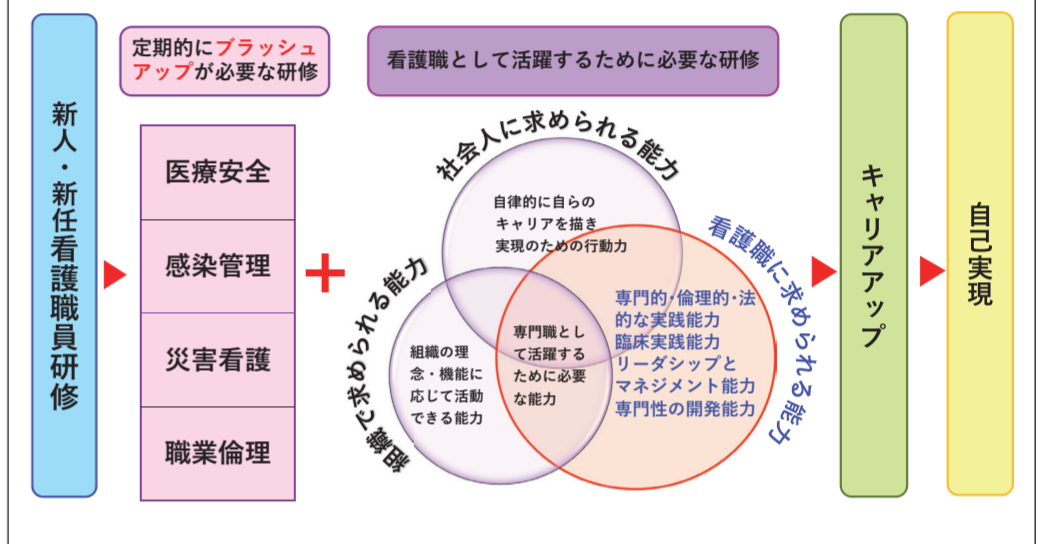 新人・新任看護職員研修
定期的にブラッシュ
アップが必要な研修
医療安全
感染管理
災害看護
職業倫理
看護職として活躍するために必要な研修
社会人に求められる能力
自律的に自らの
キャリアを描き
実現のための行動力
組織で求められる能力
組織の理
念・機能に
応じて活動
できる能力
専門職とし
て活躍する
ために必要
な能力
看護職に求められる能力
専門的・倫理的・法
的な実践能力
臨床実践能力
リーダシップと
マネジメント能力
専門性の開発能力
キャリアアップ
自己実現